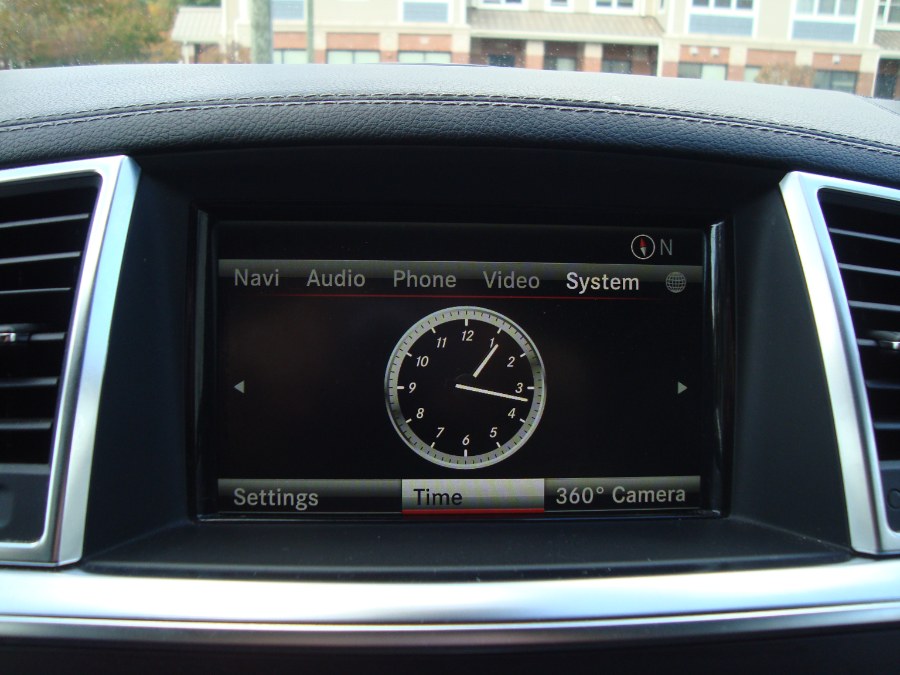 N
Navi Audio Phone Video System
12
11 1
10 2
9 3
8 4
7 5
6
Settings Time 360° Camera